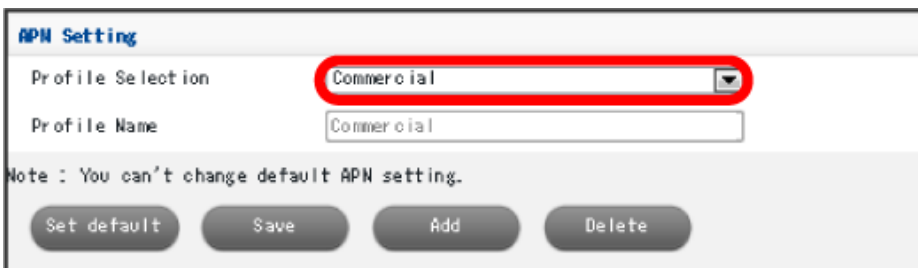 APN Setting
Profile Selection Commercial
Profile Name Commercial
Note : You can't change default APN setting.
Set default Save Add Delete